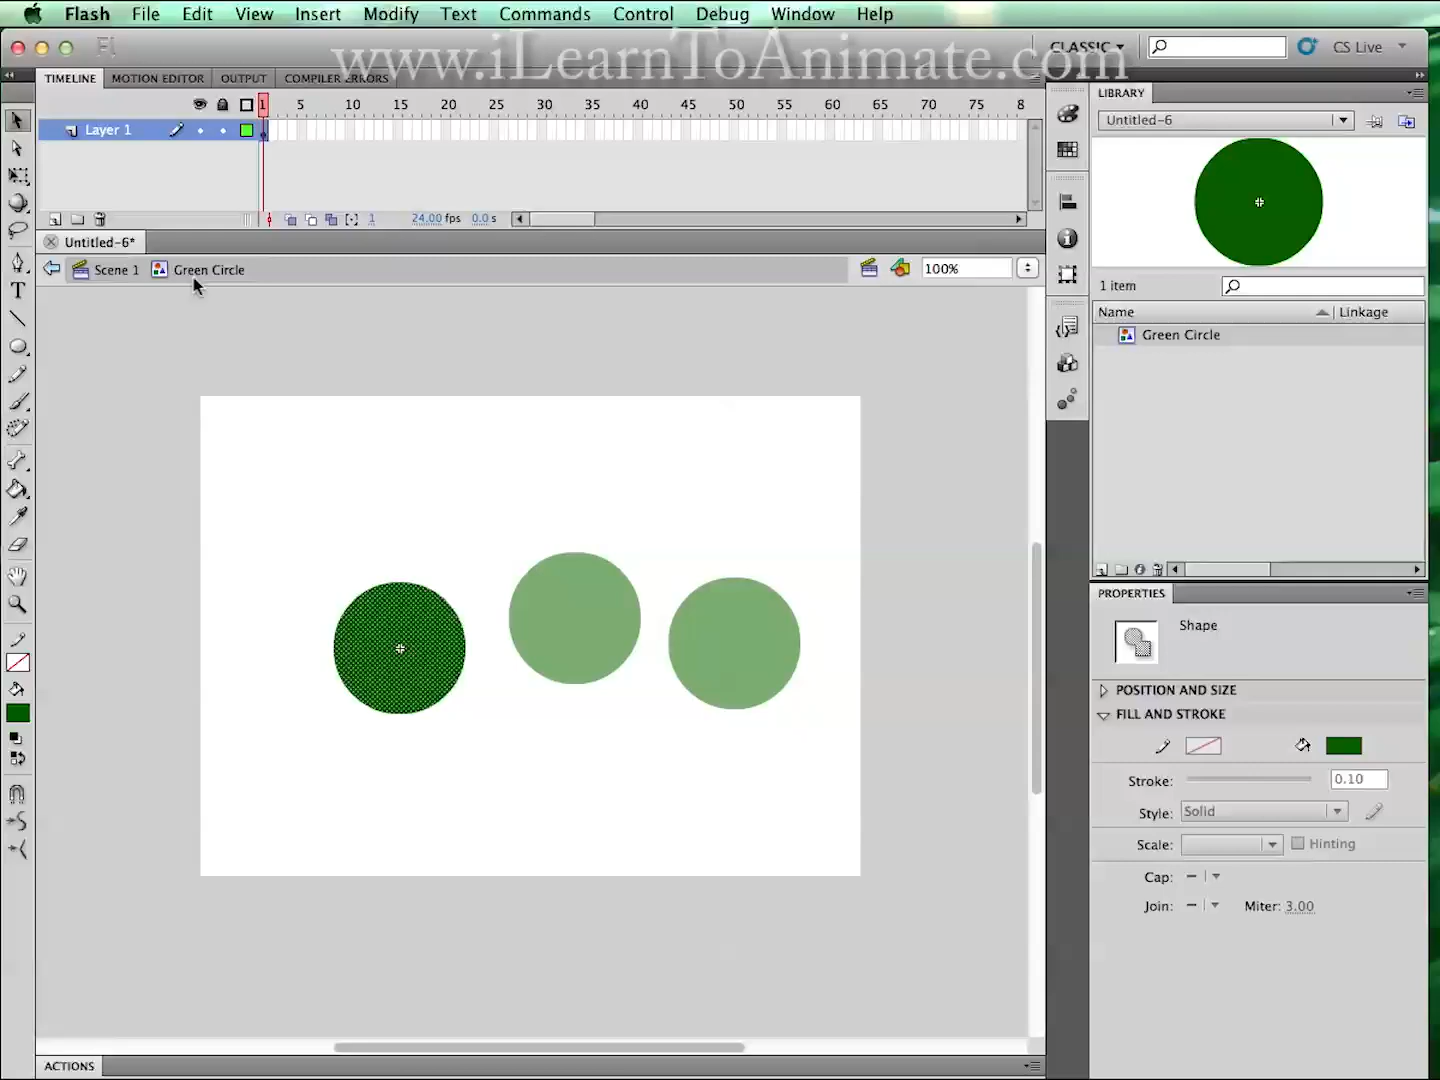 Flash File Edit View Insert Modify Text Commands Control Debug Window Help
www.iLearnToAnimate.com
Fl CLASSIC CS Live
TIMELINE MOTION EDITOR OUTPUT COMPILER ERRORS
1 5 10 15 20 25 30 35 40 45 50 55 60 65 70 75 8
Layer 1
1 24.00 fps 0.0 s
Untitled-6*
Scene 1 Green Circle 100%
LIBRARY
Untitled-6
1 item
Name Linkage
Green Circle
PROPERTIES
Shape
POSITION AND SIZE
FILL AND STROKE
Stroke: 0.10
Style: Solid
Scale: Hinting
Cap:
Join: Miter: 3.00
ACTIONS